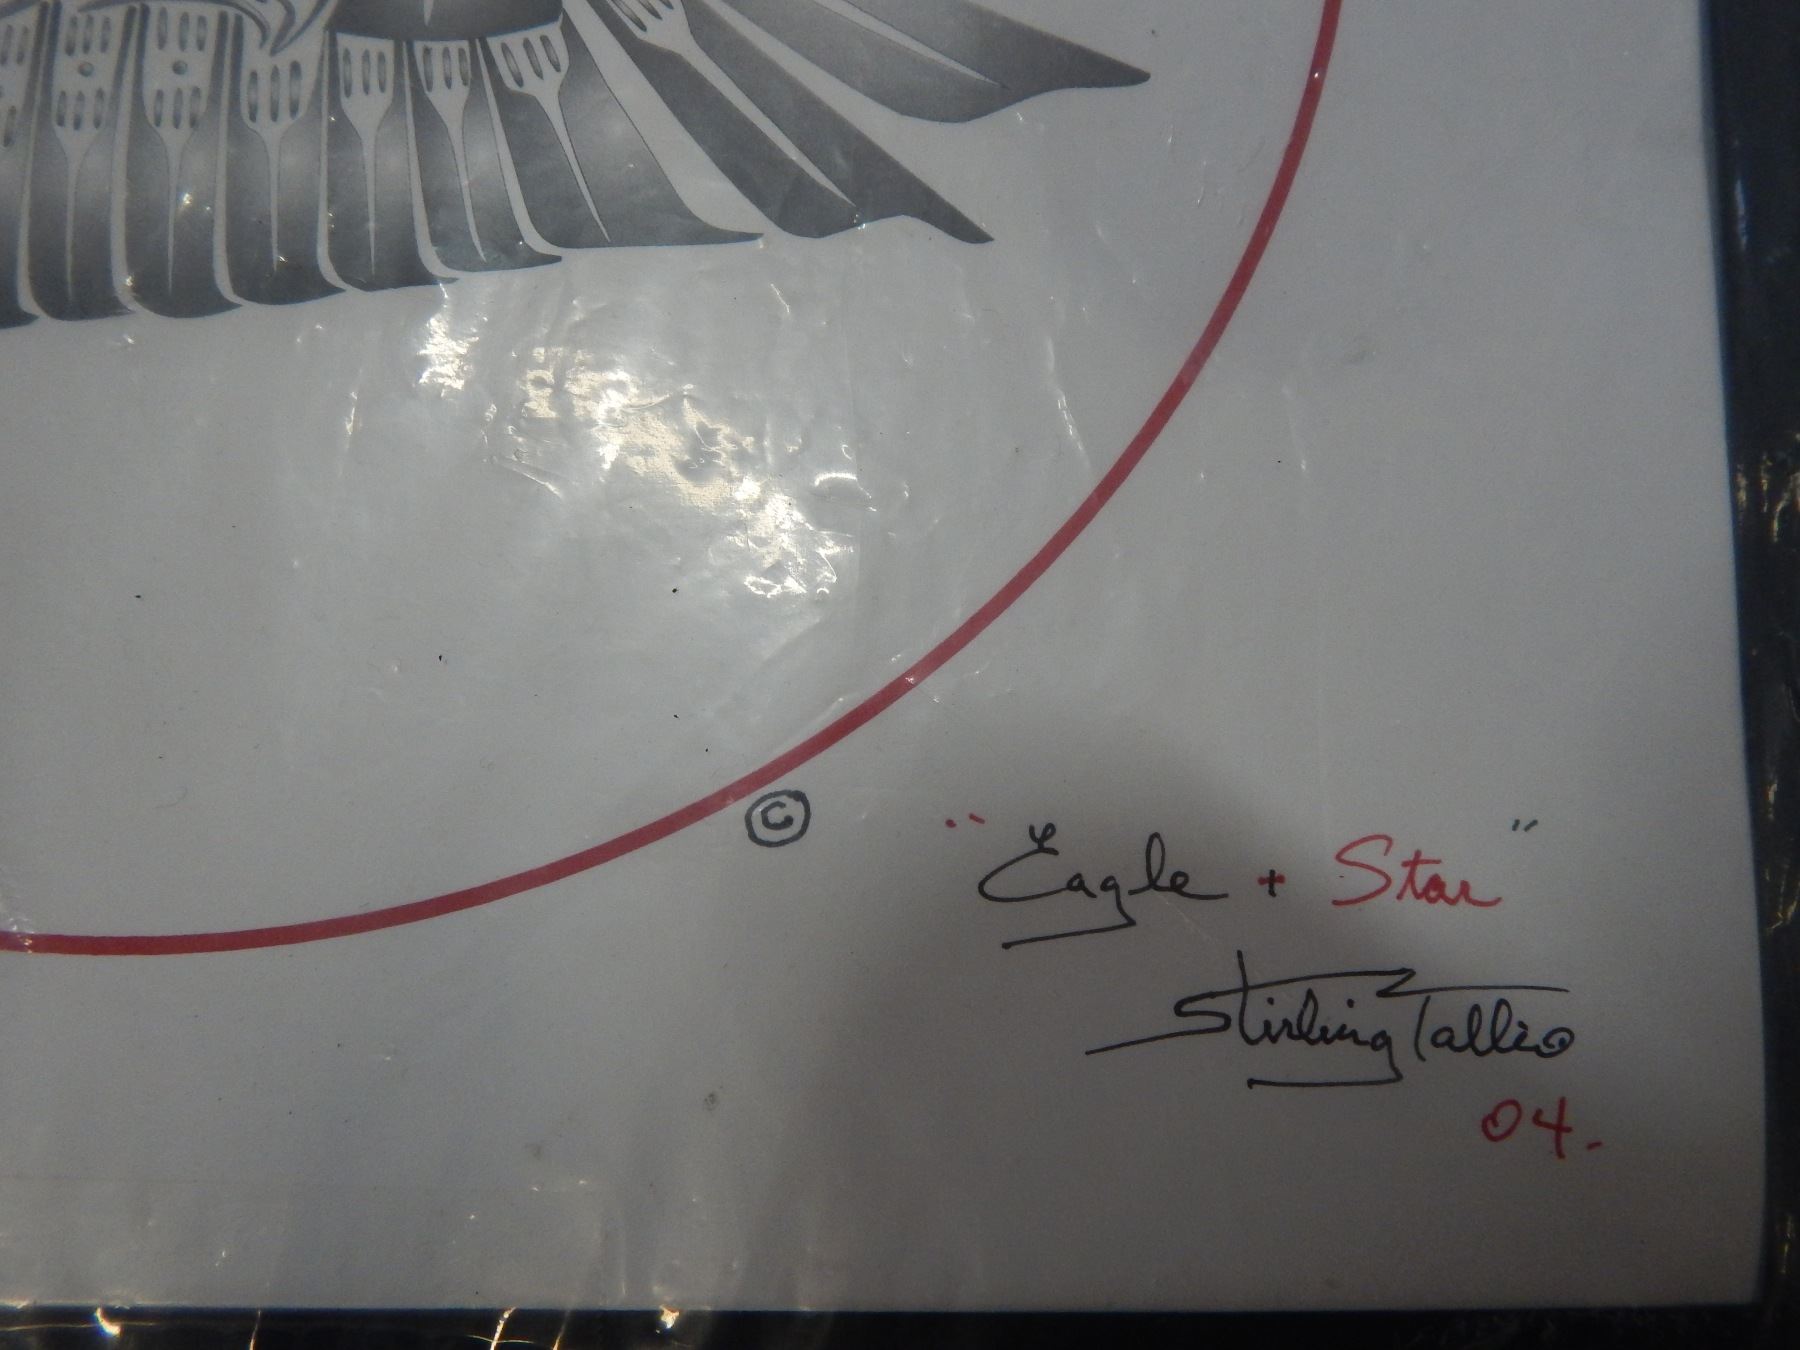 ©
"Eagle + Star"
Stirling Tallio
04.